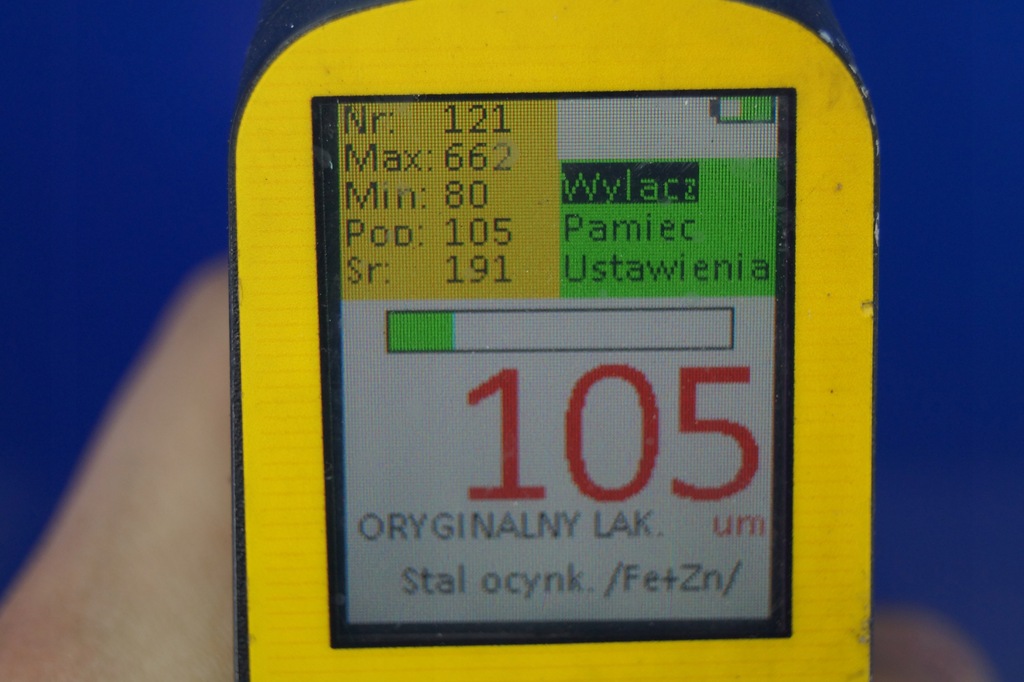 Nr: 121
Max: 662
Min: 80
Pop: 105
Sr: 191
Wylacz
Pamiec
Ustawienia
105
ORYGINALNY LAK. um
Stal ocynk. /Fe+Zn/